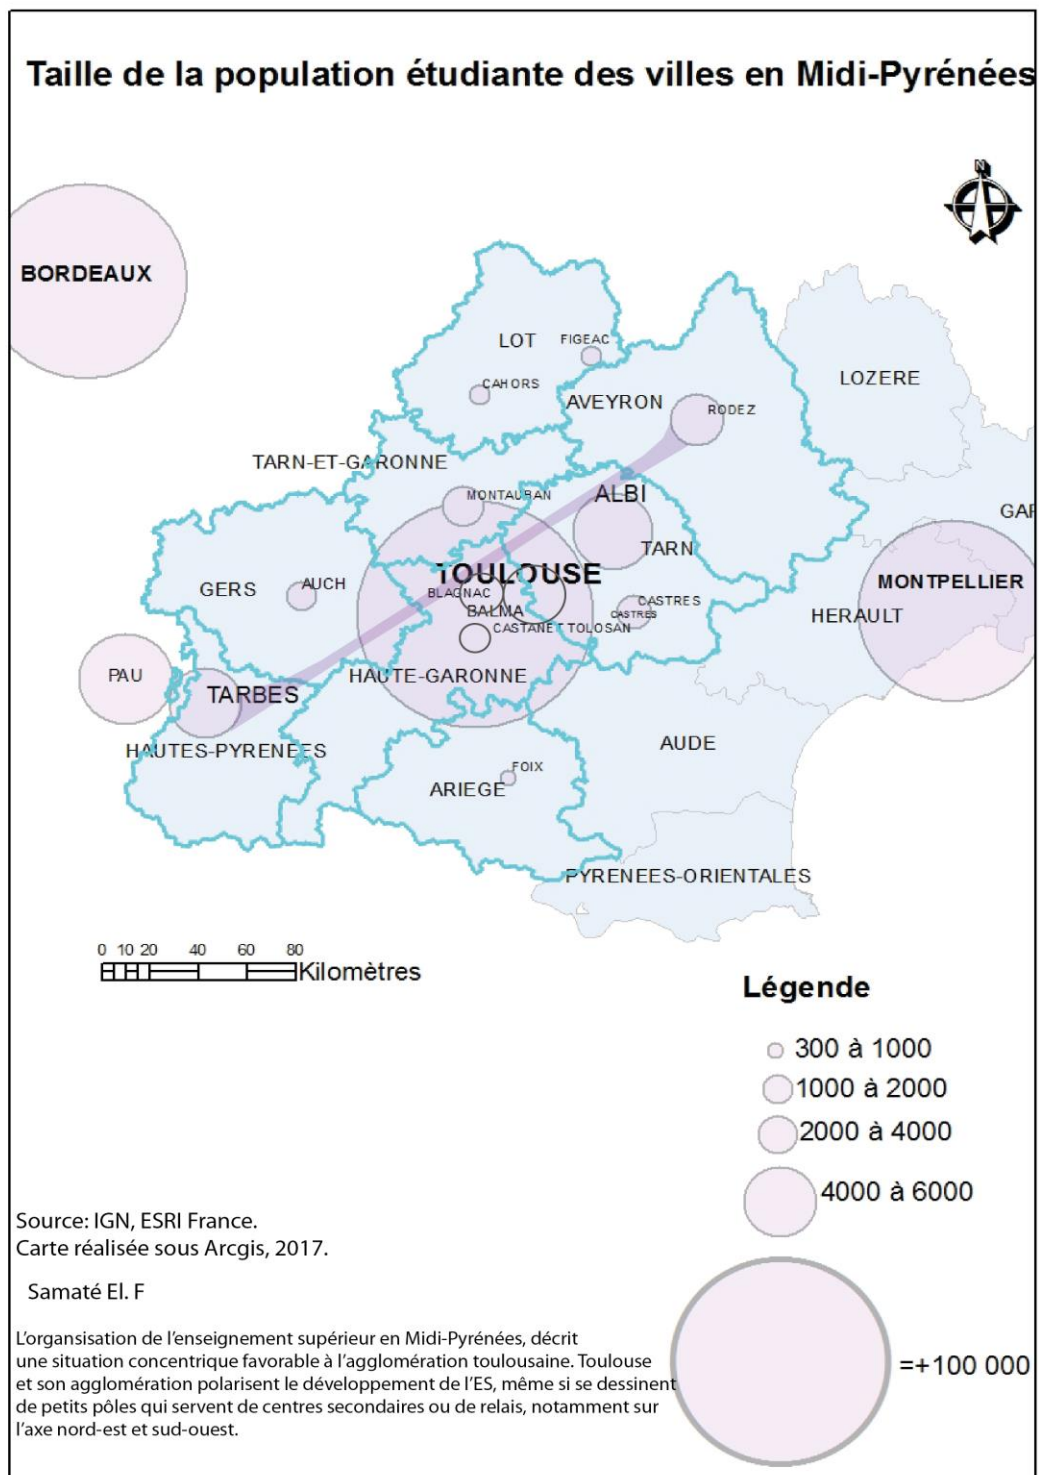 Taille de la population étudiante des villes en Midi-Pyrénées
N
BORDEAUX
LOT
FIGEAC
CAHORS
LOZERE
AVEYRON
RODEZ
TARN-ET-GARONNE
MONTAUBAN
ALBI
GAR
TARN
TOULOUSE
MONTPELLIER
GERS
AUCH
BLAGNAC
BALMA
CASTRES
CASTRES
HERAULT
CASTANET TOLOSAN
PAU
HAUTE-GARONNE
TARBES
AUDE
HAUTES-PYRENEES
FOIX
ARIEGE
PYRENEES-ORIENTALES
0 10 20 40 60 80
Kilomètres
Légende
300 à 1000
1000 à 2000
2000 à 4000
4000 à 6000
=+100 000
Source: IGN, ESRI France.
Carte réalisée sous Arcgis, 2017.
Samaté El. F
L'organsisation de l'enseignement supérieur en Midi-Pyrénées, décrit
une situation concentrique favorable à l'agglomération toulousaine. Toulouse
et son agglomération polarisent le développement de l'ES, même si se dessinent
de petits pôles qui servent de centres secondaires ou de relais, notamment sur
l'axe nord-est et sud-ouest.